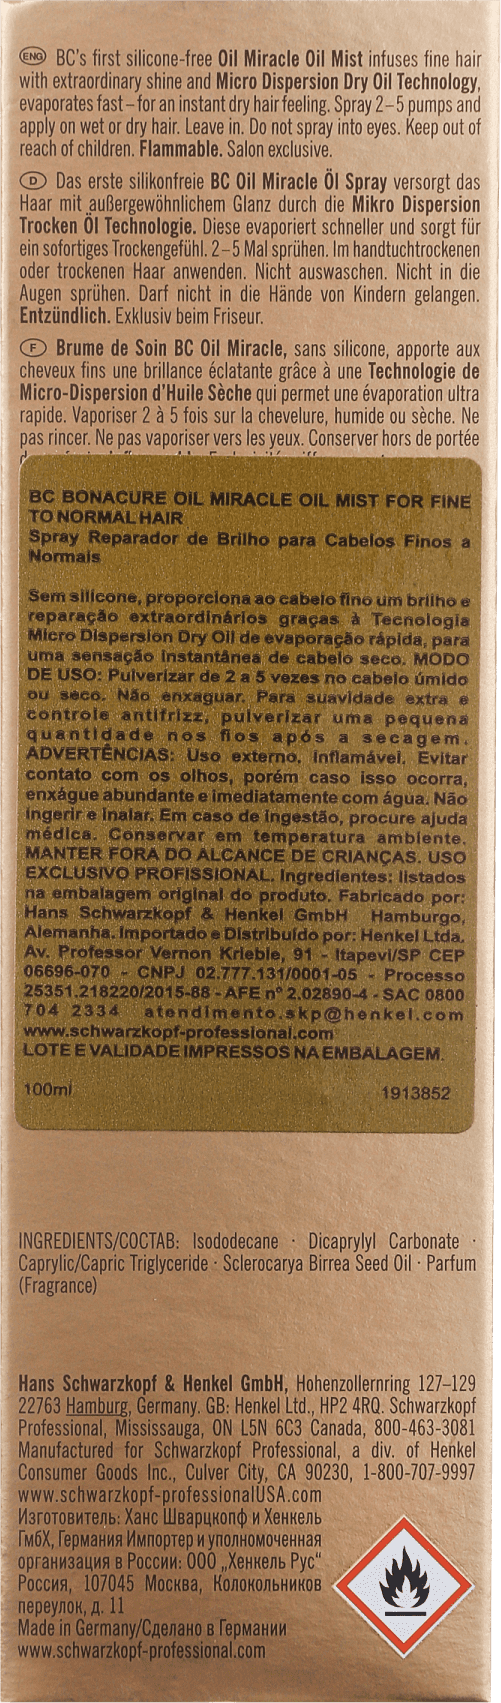 ENG BC's first silicone-free Oil Miracle Oil Mist infuses fine hair
with extraordinary shine and Micro Dispersion Dry Oil Technology,
evaporates fast – for an instant dry hair feeling. Spray 2–5 pumps and
apply on wet or dry hair. Leave in. Do not spray into eyes. Keep out of
reach of children. Flammable. Salon exclusive.
D Das erste silikonfreie BC Oil Miracle Öl Spray versorgt das
Haar mit außergewöhnlichem Glanz durch die Mikro Dispersion
Trocken Öl Technologie. Diese evaporiert schneller und sorgt für
ein sofortiges Trockengefühl. 2–5 Mal sprühen. Im handtuchtrockenen
oder trockenen Haar anwenden. Nicht auswaschen. Nicht in die
Augen sprühen. Darf nicht in die Hände von Kindern gelangen.
Entzündlich. Exklusiv beim Friseur.
F Brume de Soin BC Oil Miracle, sans silicone, apporte aux
cheveux fins une brillance éclatante grâce à une Technologie de
Micro-Dispersion d'Huile Sèche qui permet une évaporation ultra
rapide. Vaporiser 2 à 5 fois sur la chevelure, humide ou sèche. Ne
pas rincer. Ne pas vaporiser vers les yeux. Conserver hors de portée
BC BONACURE OIL MIRACLE OIL MIST FOR FINE
TO NORMAL HAIR
Spray Reparador de Brilho para Cabelos Finos a
Normais
Sem silicone, proporciona ao cabelo fino um brilho e
reparação extraordinários graças à Tecnologia
Micro Dispersion Dry Oil de evaporação rápida, para
uma sensação instantânea de cabelo seco. MODO
DE USO: Pulverizar de 2 a 5 vezes no cabelo úmido
ou seco. Não enxaguar. Para suavidade extra e
controle antifrizz, pulverizar uma pequena
quantidade nos fios após a secagem.
ADVERTÊNCIAS: Uso externo. Inflamável. Evitar
contato com os olhos, porém caso isso ocorra,
enxágue abundante e imediatamente com água. Não
ingerir e inalar. Em caso de ingestão, procure ajuda
médica. Conservar em temperatura ambiente.
MANTER FORA DO ALCANCE DE CRIANÇAS. USO
EXCLUSIVO PROFISSIONAL. Ingredientes: listados
na embalagem original do produto. Fabricado por:
Hans Schwarzkopf & Henkel GmbH Hamburgo,
Alemanha. Importado e Distribuído por: Henkel Ltda.
Av. Professor Vernon Krieble, 91 - Itapevi/SP CEP
06696-070 - CNPJ 02.777.131/0001-05 - Processo
25351.218220/2015-88 - AFE nº 2.02890-4 - SAC 0800
704 2334 atendimento.skp@henkel.com
www.schwarzkopf-professional.com
LOTE E VALIDADE IMPRESSOS NA EMBALAGEM.
100ml 1913852
INGREDIENTS/СОСТАВ: Isododecane · Dicaprylyl Carbonate ·
Caprylic/Capric Triglyceride · Sclerocarya Birrea Seed Oil · Parfum
(Fragrance)
Hans Schwarzkopf & Henkel GmbH, Hohenzollernring 127–129
22763 Hamburg, Germany. GB: Henkel Ltd., HP2 4RQ. Schwarzkopf
Professional, Mississauga, ON L5N 6C3 Canada, 800-463-3081
Manufactured for Schwarzkopf Professional, a div. of Henkel
Consumer Goods Inc., Culver City, CA 90230, 1-800-707-9997
www.schwarzkopf-professionalUSA.com
Изготовитель: Ханс Шварцкопф и Хенкель
ГмбХ, Германия Импортер и уполномоченная
организация в России: ООО „Хенкель Рус"
Россия, 107045 Москва, Колокольников
переулок, д. 11
Made in Germany/Сделано в Германии
www.schwarzkopf-professional.com